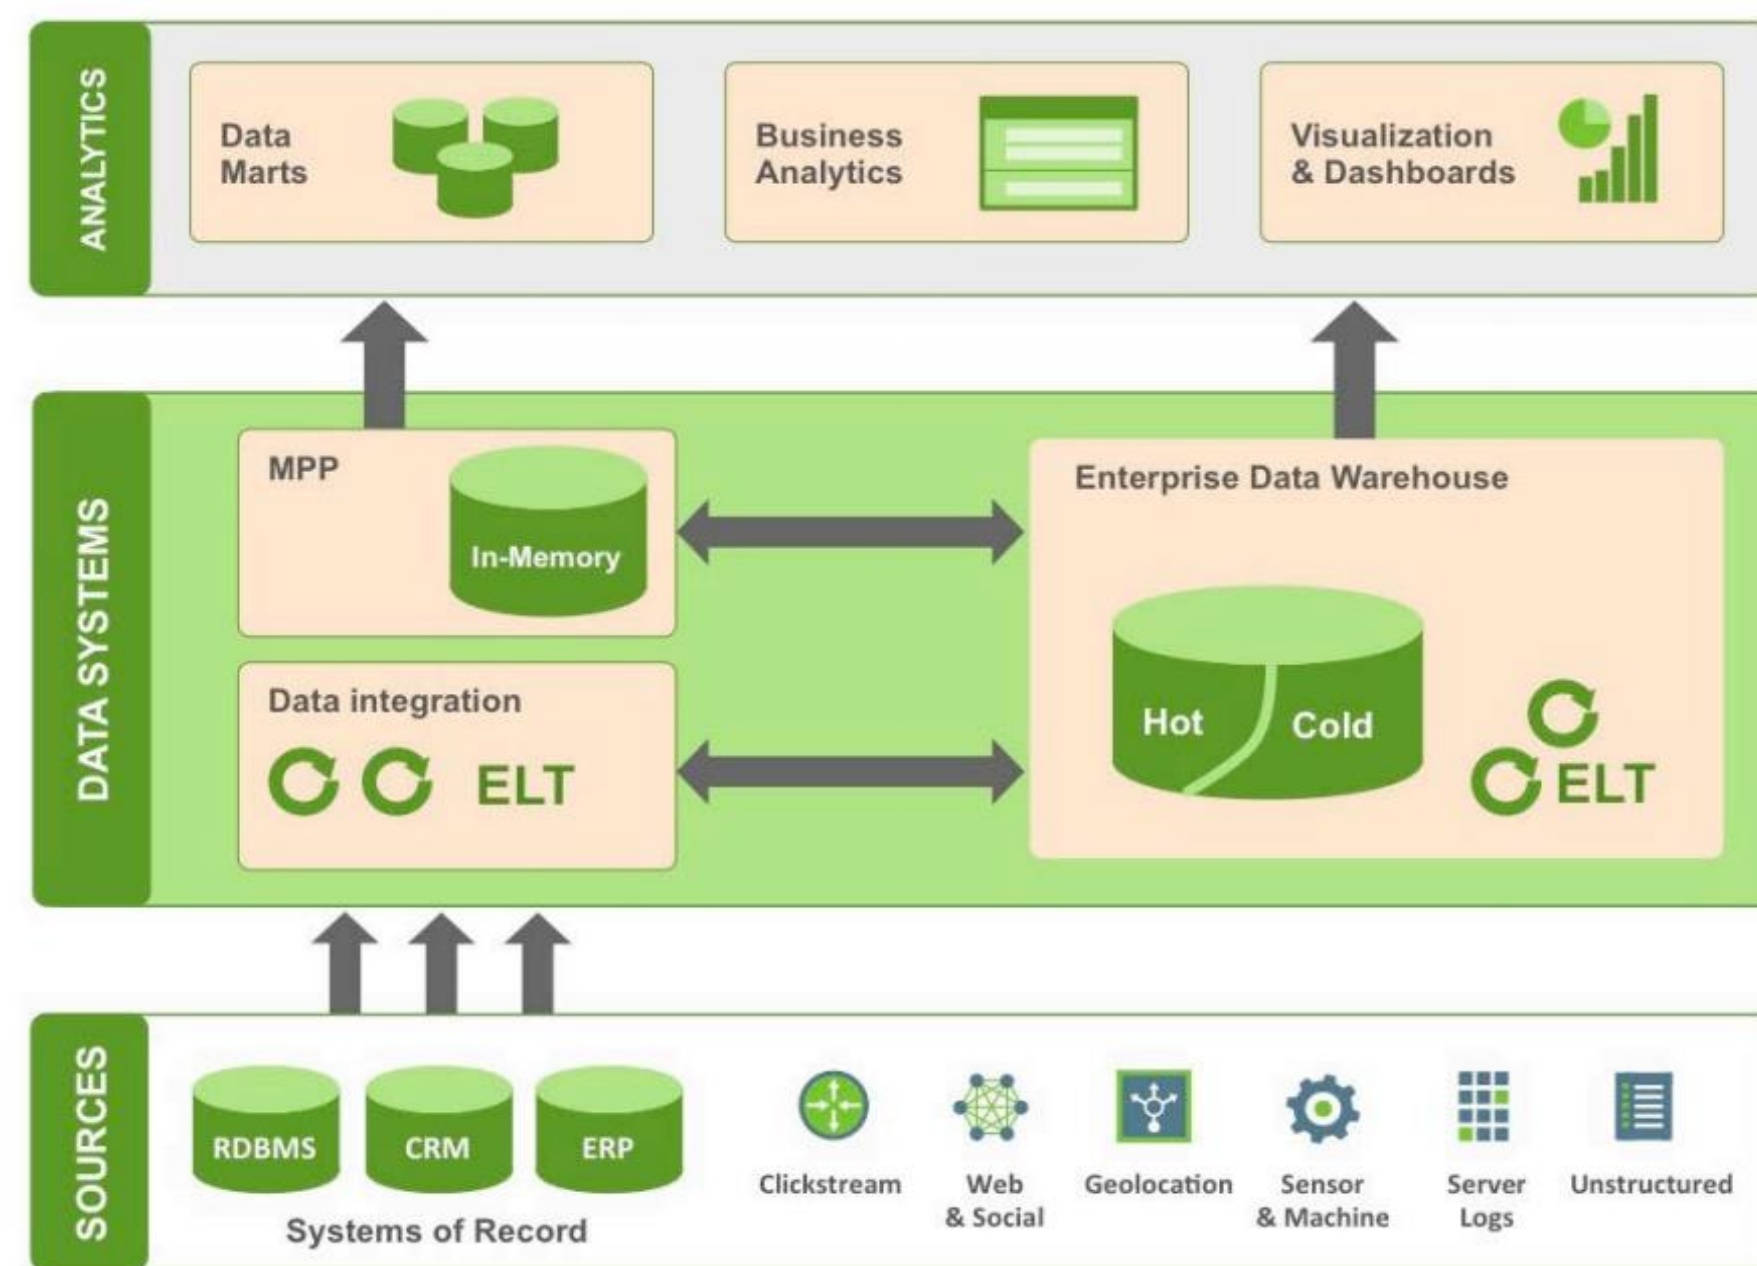 ANALYTICS
Data
Marts
Business
Analytics
Visualization
& Dashboards
DATA SYSTEMS
MPP
In-Memory
Enterprise Data Warehouse
Hot
Cold
ELT
Data integration
ELT
SOURCES
RDBMS
CRM
ERP
Systems of Record
Clickstream
Web
& Social
Geolocation
Sensor
& Machine
Server
Logs
Unstructured